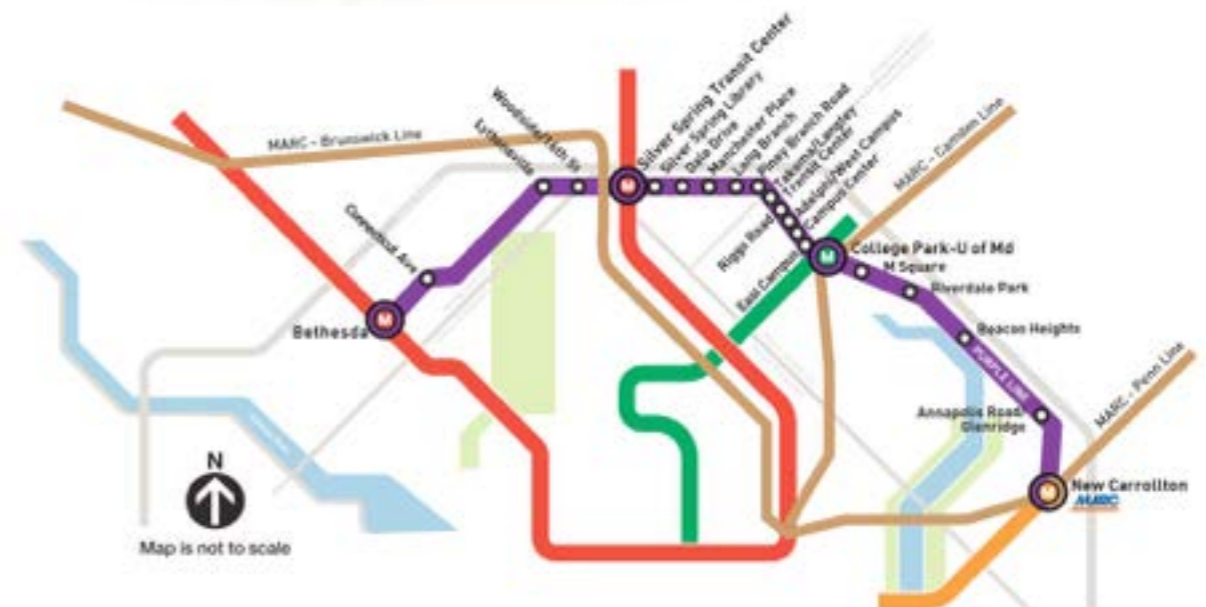 MARC - Brunswick Line
Woodside/16th St
Lyttonsville
Connecticut Ave
Bethesda
Silver Spring Transit Center
Silver Spring Library
Dale Drive
Manchester Place
Long Branch
Piney Branch Road
Takoma/Langley
Transit Center
Riggs Road
Adelphi/West Campus
Campus Center
East Campus
MARC - Camden Line
M
M
M
M
College Park-U of Md
M Square
Riverdale Park
Beacon Heights
PURPLE LINE
Annapolis Road/
Glenridge
MARC - Penn Line
New Carrollton
MARC
N
Map is not to scale